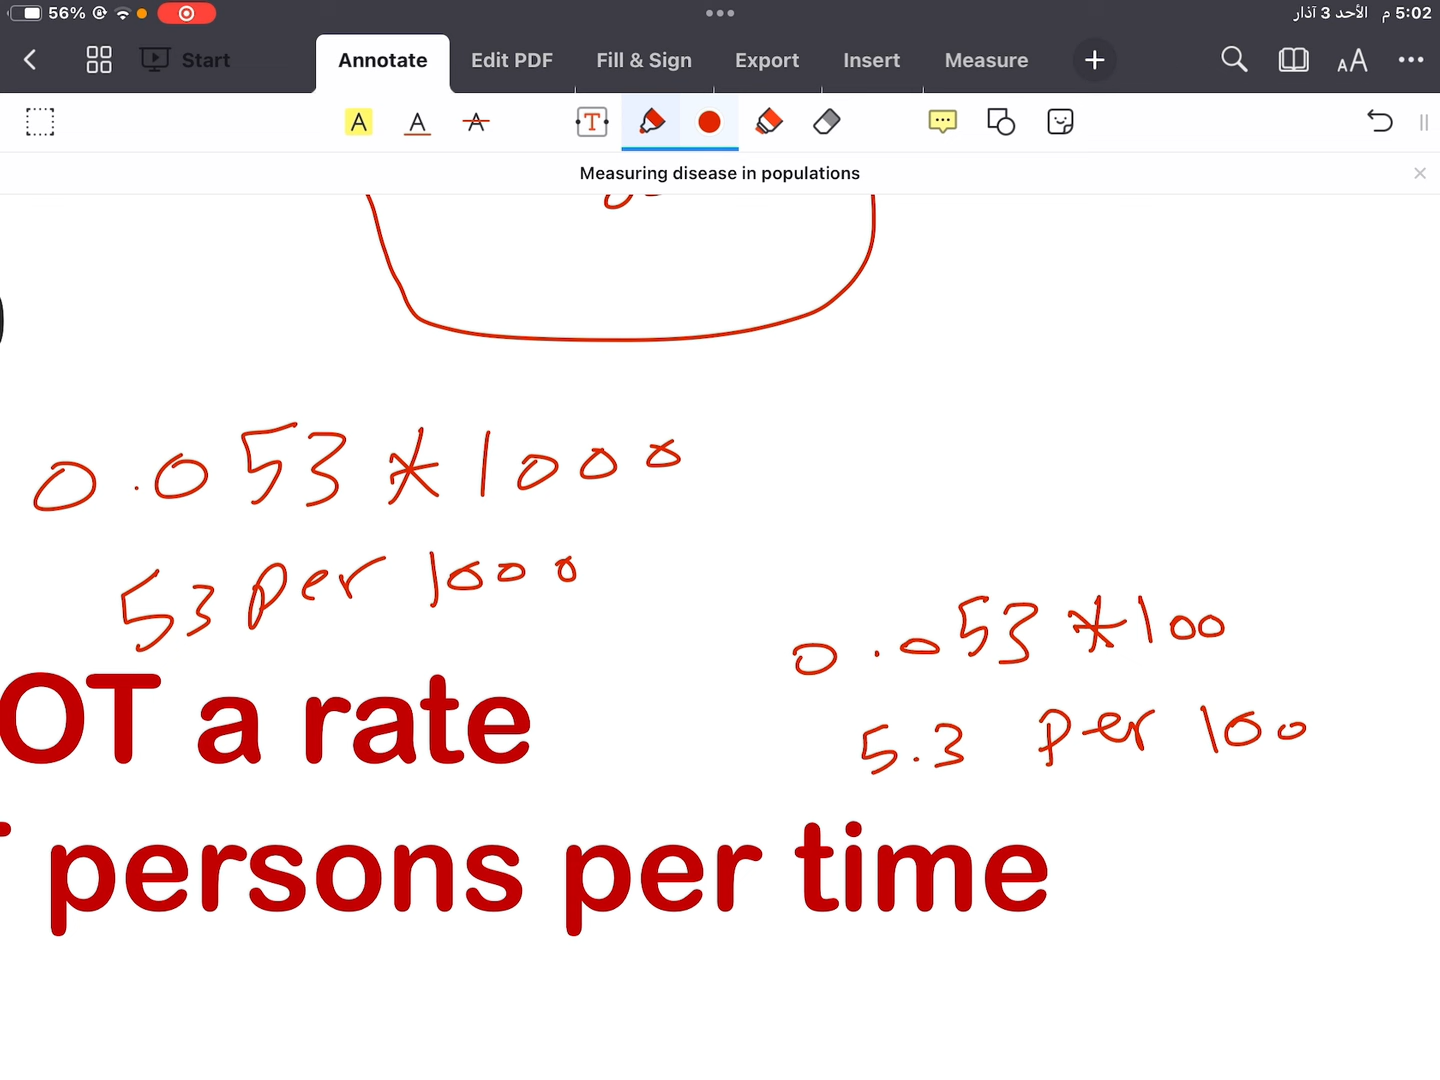 56%
5:02 م الأحد 3 آذار
Start
Annotate
Edit PDF
Fill & Sign
Export
Insert
Measure
Measuring disease in populations
0.053 * 1000
53 per 1000
0.053 * 100
5.3 per 100
OT a rate
persons per time